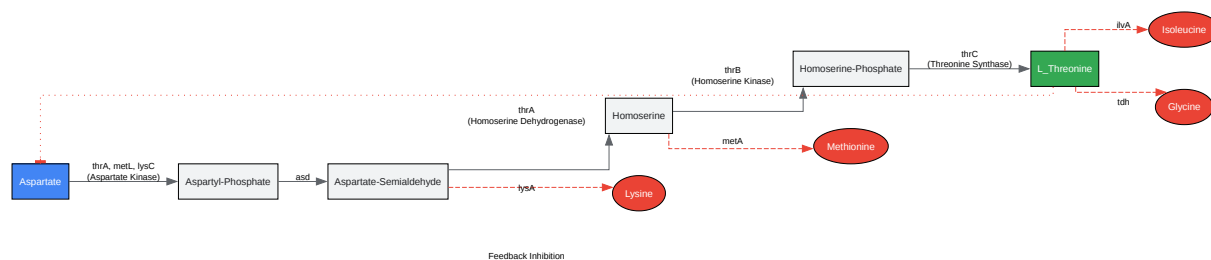 ilvA
Isoleucine
thrC
(Threonine Synthase)
Homoserine-Phosphate
L_Threonine
thrB
(Homoserine Kinase)
tdh
Glycine
thrA
(Homoserine Dehydrogenase)
Homoserine
metA
Methionine
thrA, metL, lysC
(Aspartate Kinase)
Aspartate
Aspartyl-Phosphate
asd
Aspartate-Semialdehyde
lysA
Lysine
Feedback Inhibition